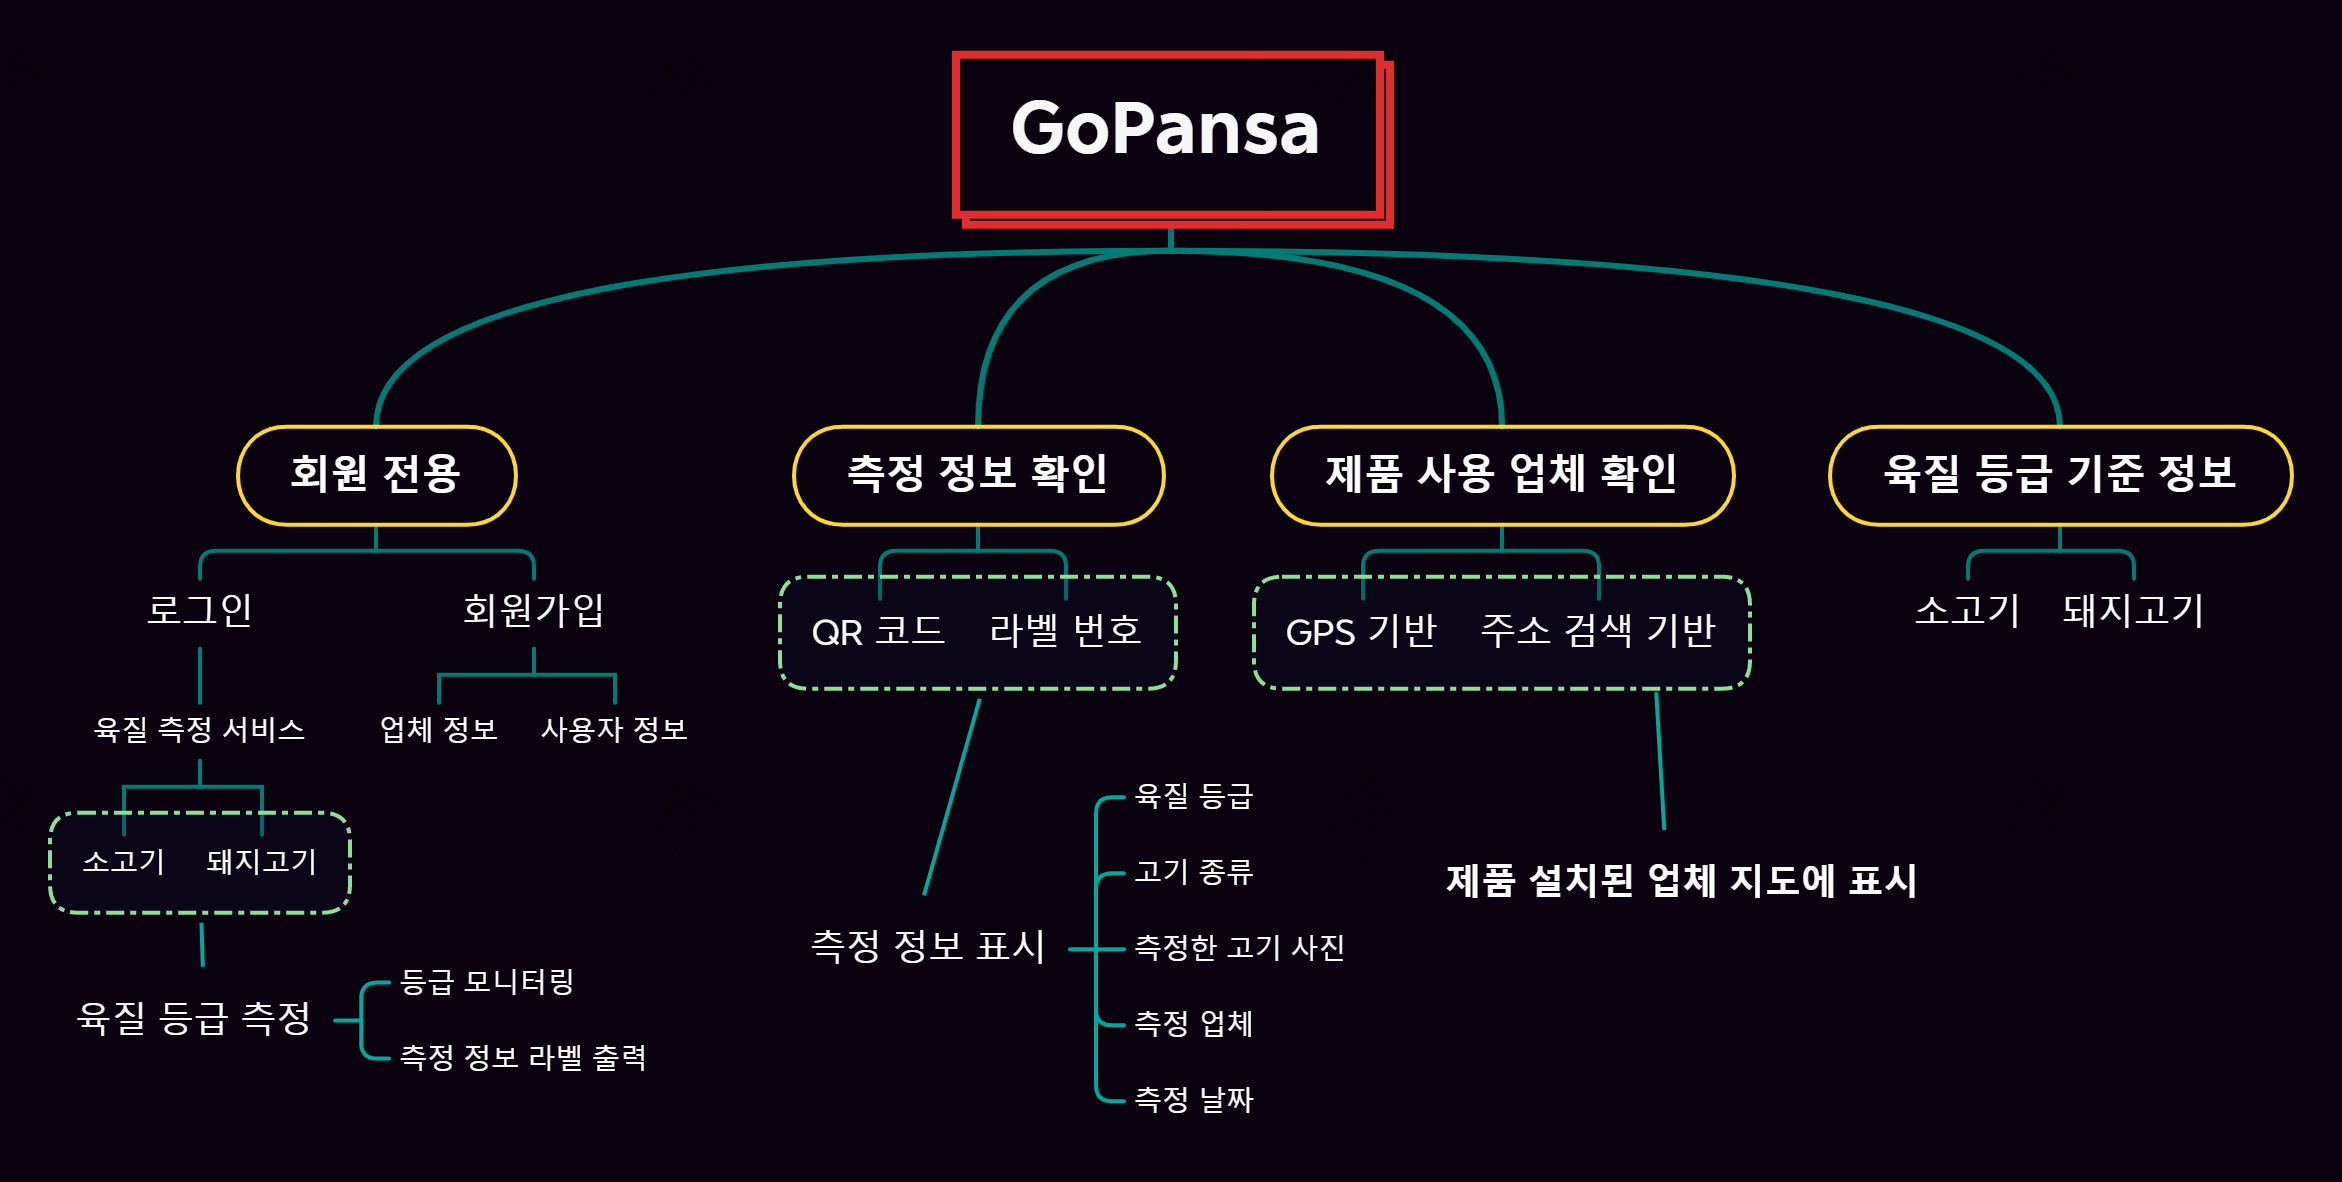 GoPansa
회원 전용
측정 정보 확인
제품 사용 업체 확인
육질 등급 기준 정보
로그인
회원가입
QR 코드
라벨 번호
GPS 기반
주소 검색 기반
소고기
돼지고기
육질 측정 서비스
업체 정보
사용자 정보
소고기
돼지고기
육질 등급 측정
등급 모니터링
측정 정보 라벨 출력
측정 정보 표시
육질 등급
고기 종류
측정한 고기 사진
측정 업체
측정 날짜
제품 설치된 업체 지도에 표시